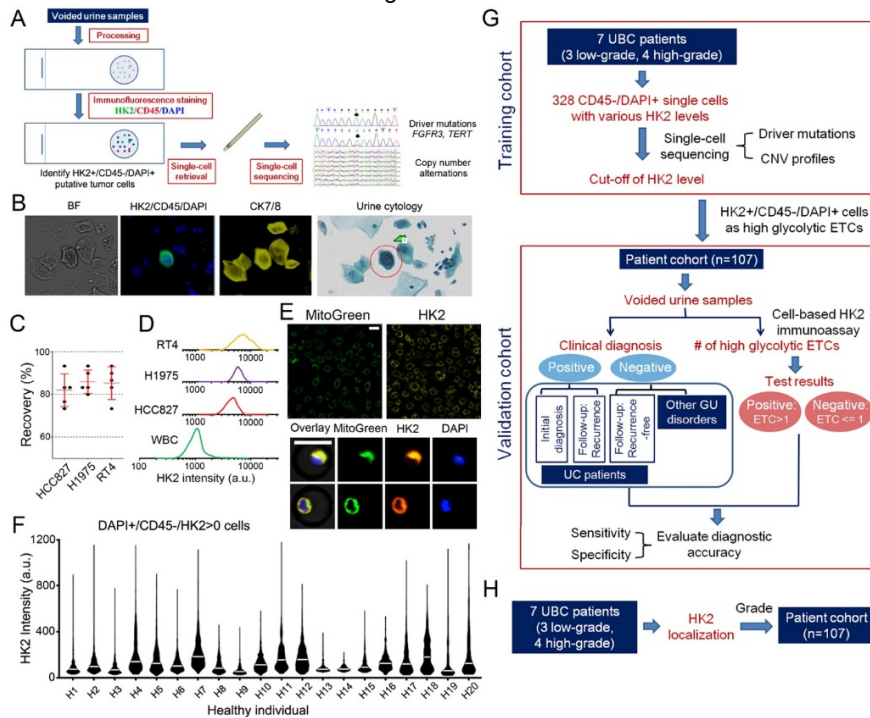 A
Voided urine samples
Processing
Immunofluorescence staining
HK2/CD45/DAPI
Identify HK2+/CD45-/DAPI+
putative tumor cells
Single-cell
retrieval
Single-cell
sequencing
Driver mutations
FGFR3, TERT
Copy number
alternations
B
BF
HK2/CD45/DAPI
CK7/8
Urine cytology
C
Recovery (%)
100
80
60
HCC827
H1975
RT4
D
RT4
1000 10000
H1975
1000 10000
HCC827
1000 10000
WBC
1000 10000
HK2 intensity (a.u.)
E
MitoGreen
HK2
Overlay MitoGreen HK2 DAPI
F
DAPI+/CD45-/HK2>0 cells
HK2 Intensity (a.u.)
1200
800
400
0
H1 H2 H3 H4 H5 H6 H7 H8 H9 H10 H11 H12 H13 H14 H15 H16 H17 H18 H19 H20
Healthy individual
G
Training cohort
7 UBC patients
(3 low-grade, 4 high-grade)
328 CD45-/DAPI+ single cells
with various HK2 levels
Single-cell
sequencing
Driver mutations
CNV profiles
Cut-off of HK2 level
HK2+/CD45-/DAPI+ cells
as high glycolytic ETCs
Validation cohort
Patient cohort (n=107)
Voided urine samples
Cell-based HK2
immunoassay
Clinical diagnosis
# of high glycolytic ETCs
Positive
Negative
Initial
diagnosis
Follow-up:
Recurrence
Follow-up:
Recurrence
-free
Other GU
disorders
UC patients
Test results
Positive:
ETC>1
Negative:
ETC <= 1
Sensitivity
Specificity
Evaluate diagnostic
accuracy
H
7 UBC patients
(3 low-grade,
4 high-grade)
HK2
localization
Grade
Patient cohort
(n=107)